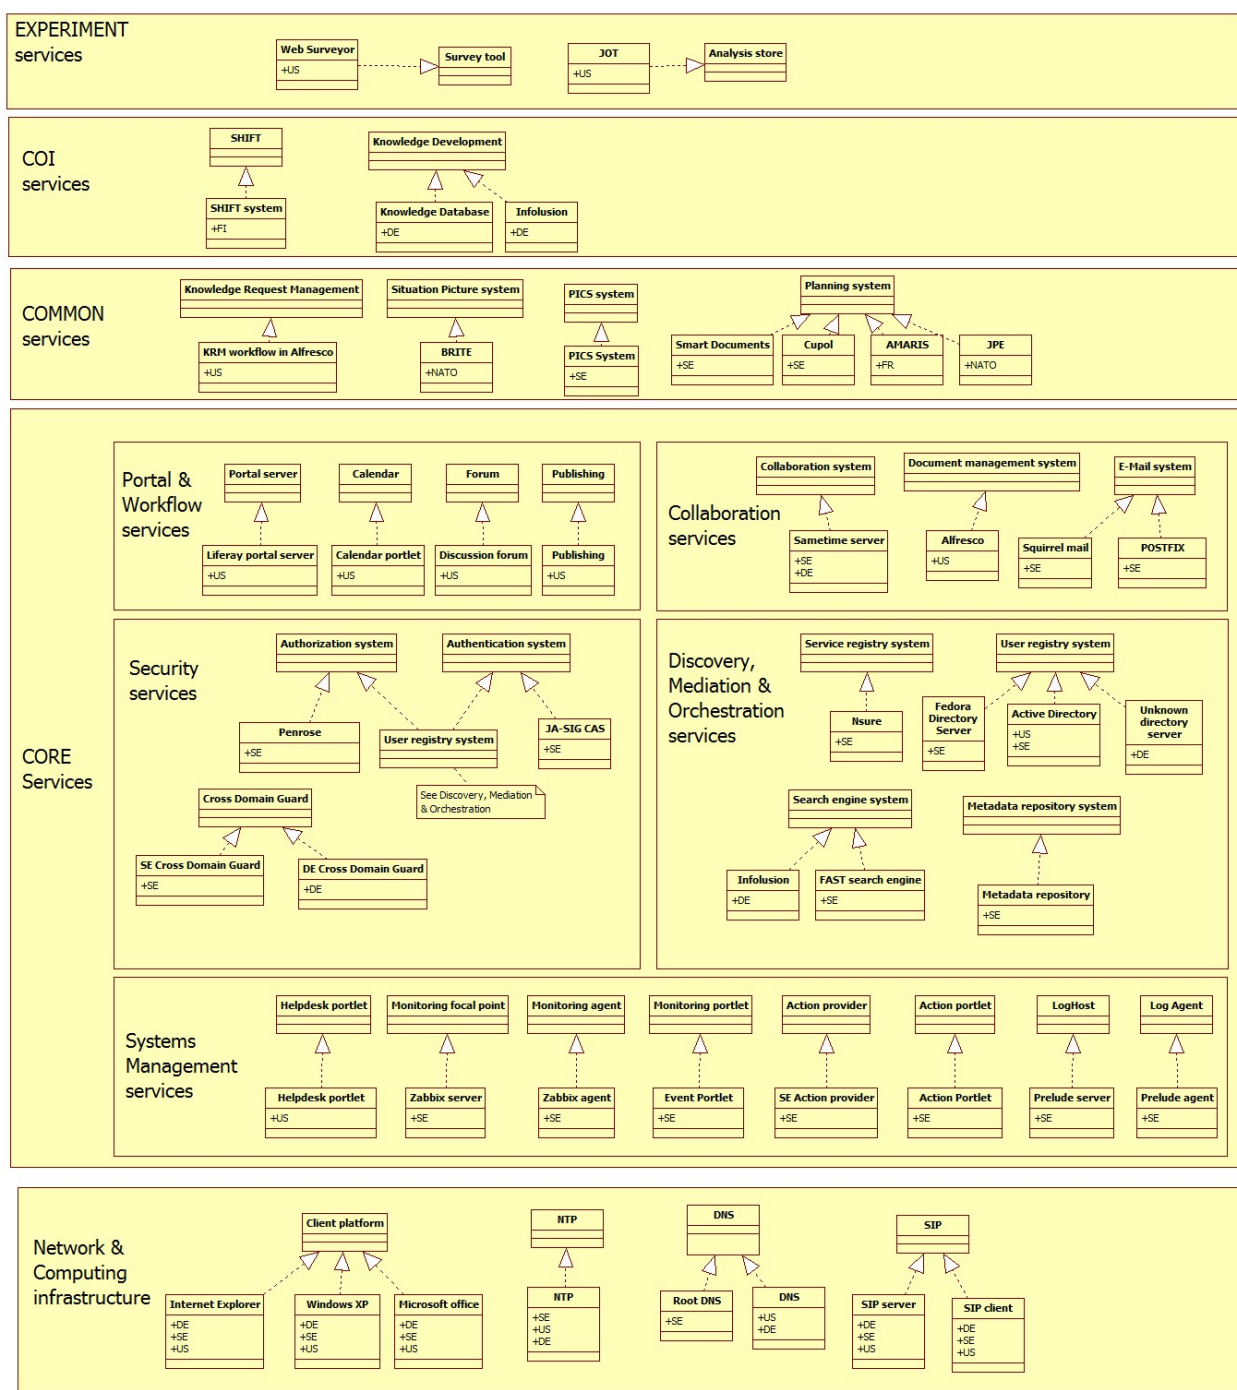 EXPERIMENT
services
Web Surveyor
+US
Survey tool
JOT
+US
Analysis store
COI
services
SHIFT
SHIFT system
+FI
Knowledge Development
Knowledge Database
+DE
Infolusion
+DE
COMMON
services
Knowledge Request Management
KRM workflow in Alfresco
+US
Situation Picture system
BRITE
+NATO
PICS system
PICS System
+SE
Planning system
Smart Documents
+SE
Cupol
+SE
AMARIS
+FR
JPE
+NATO
CORE
Services
Portal &
Workflow
services
Portal server
Liferay portal server
+US
Calendar
Calendar portlet
+US
Forum
Discussion forum
+US
Publishing
Publishing
+US
Collaboration
services
Collaboration system
Sametime server
+SE
+DE
Document management system
Alfresco
+US
E-Mail system
Squirrel mail
+SE
POSTFIX
+SE
Security
services
Authorization system
Authentication system
Penrose
+SE
User registry system
JA-SIG CAS
+SE
See Discovery, Mediation
& Orchestration
Cross Domain Guard
SE Cross Domain Guard
+SE
DE Cross Domain Guard
+DE
Discovery,
Mediation &
Orchestration
services
Service registry system
Nsure
+SE
User registry system
Fedora
Directory
Server
+SE
Active Directory
+US
+SE
Unknown
directory
server
+DE
Search engine system
Infolusion
+DE
FAST search engine
+SE
Metadata repository system
Metadata repository
+SE
Systems
Management
services
Helpdesk portlet
Helpdesk portlet
+US
Monitoring focal point
Zabbix server
+SE
Monitoring agent
Zabbix agent
+SE
Monitoring portlet
Event Portlet
+SE
Action provider
SE Action provider
+SE
Action portlet
Action Portlet
+SE
LogHost
Prelude server
+SE
Log Agent
Prelude agent
+SE
Network &
Computing
infrastructure
Client platform
Internet Explorer
+DE
+SE
+US
Windows XP
+DE
+SE
+US
Microsoft office
+DE
+SE
+US
NTP
NTP
+SE
+US
+DE
DNS
Root DNS
+SE
DNS
+US
+DE
SIP
SIP server
+DE
+SE
+US
SIP client
+DE
+SE
+US